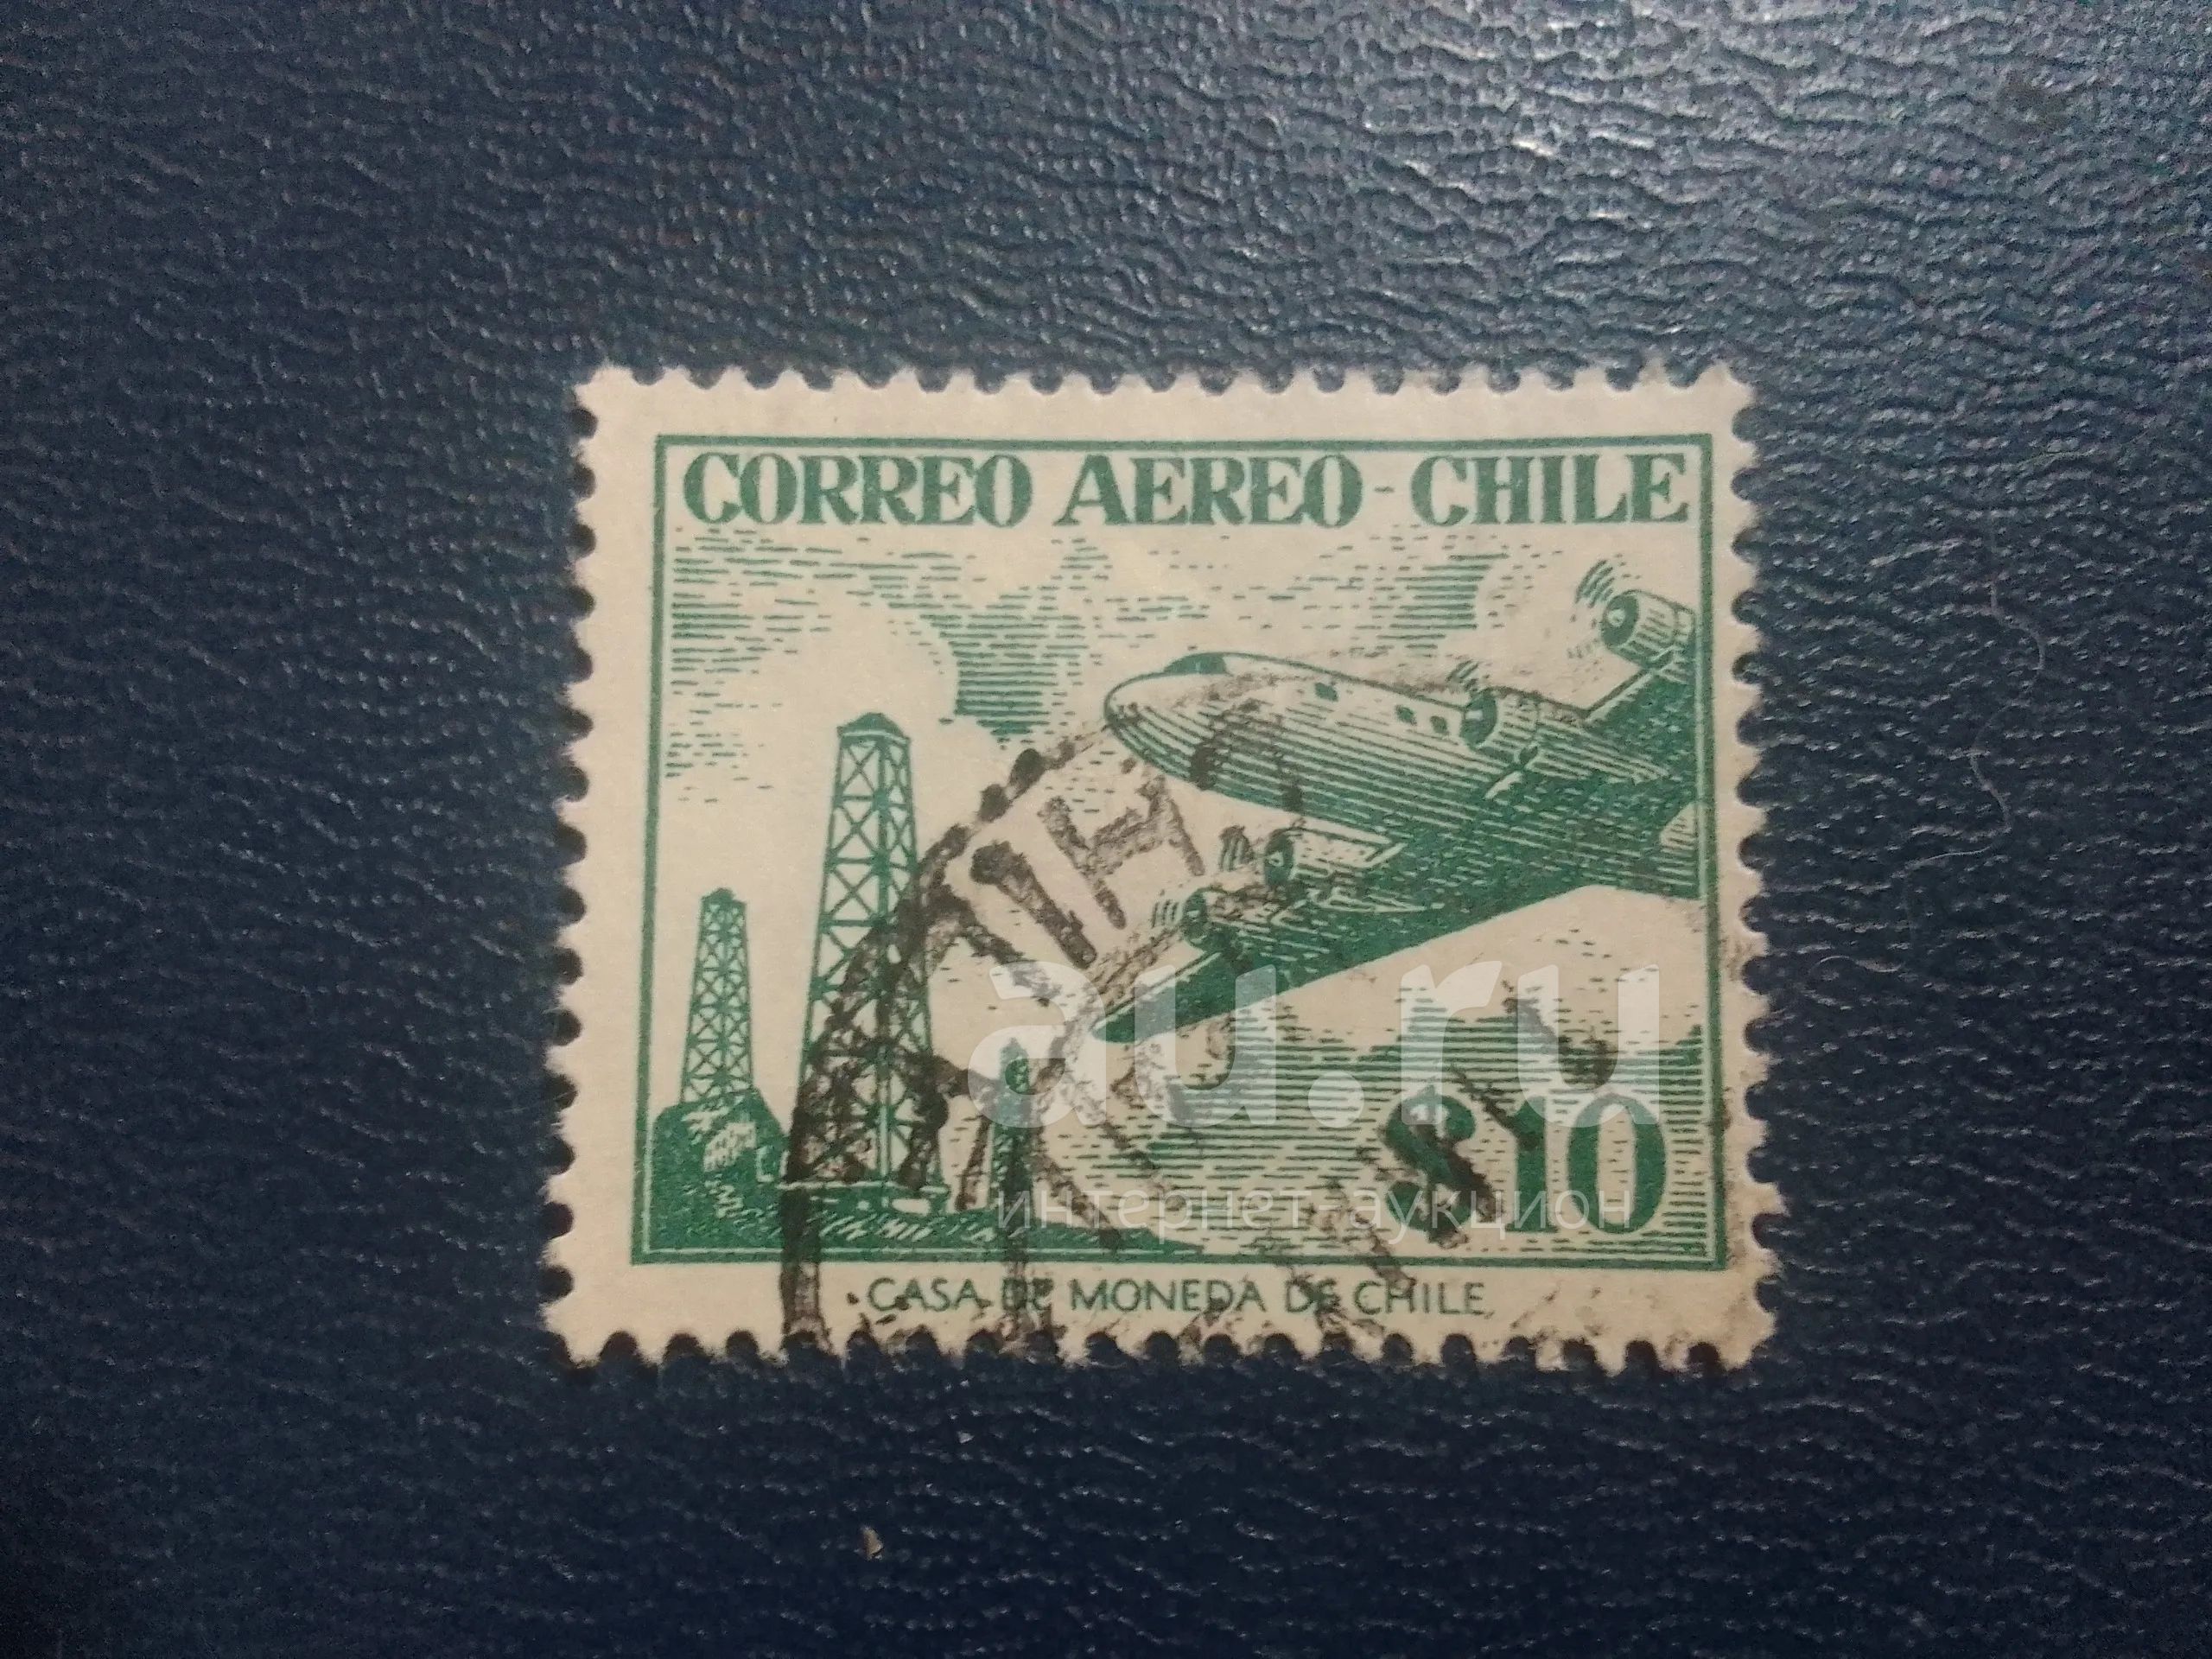 CORREO AEREO - CHILE
au.ru
$10
интернет-аукцион
CASA DE MONEDA DE CHILE